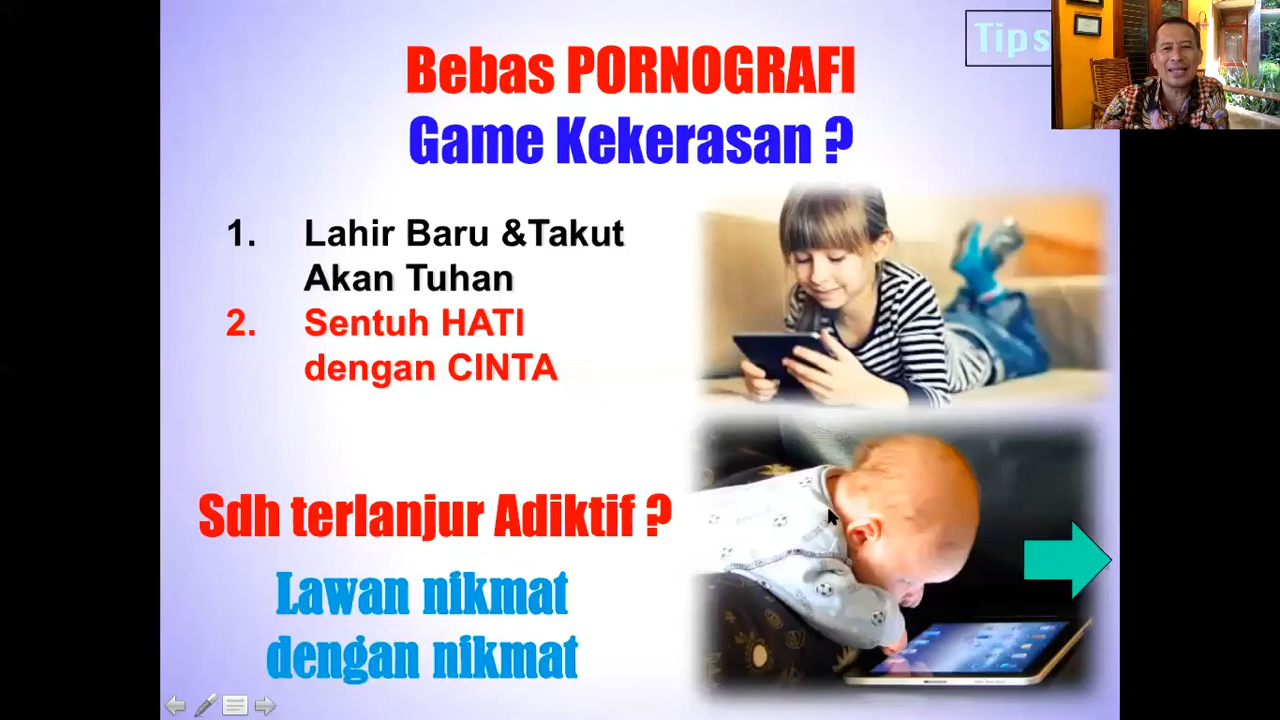 Tips
Bebas PORNOGRAFI
Game Kekerasan ?
1. Lahir Baru &Takut
Akan Tuhan
2. Sentuh HATI
dengan CINTA
Sdh terlanjur Adiktif ?
Lawan nikmat
dengan nikmat